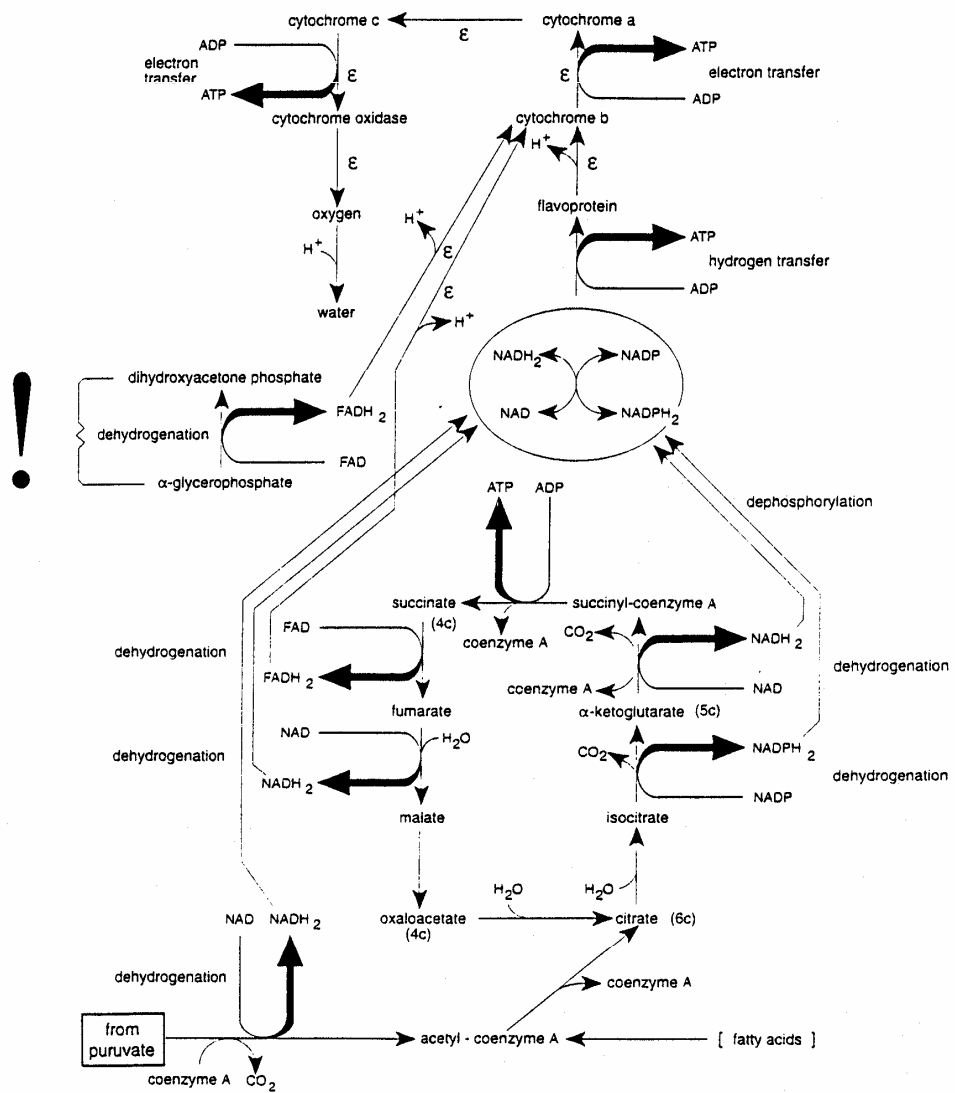 cytochrome c
ε
cytochrome a
ADP
electron
transfer
ε
ATP
ε
ATP
electron transfer
ADP
cytochrome oxidase
cytochrome b
ε
H+
ε
oxygen
flavoprotein
H+
H+
ε
ATP
hydrogen transfer
ADP
water
ε
H+
NADH2
NADP
NAD
NADPH2
!
dihydroxyacetone phosphate
FADH2
dehydrogenation
FAD
α-glycerophosphate
ATP
ADP
dephosphorylation
succinate
(4c)
succinyl-coenzyme A
coenzyme A
FAD
dehydrogenation
FADH2
CO2
NADH2
dehydrogenation
coenzyme A
NAD
fumarate
α-ketoglutarate (5c)
NAD
H2O
dehydrogenation
NADH2
CO2
NADPH2
dehydrogenation
NADP
malate
isocitrate
H2O
H2O
oxaloacetate
(4c)
citrate (6c)
NAD NADH2
dehydrogenation
coenzyme A
from
puruvate
acetyl - coenzyme A
[ fatty acids ]
coenzyme A CO2